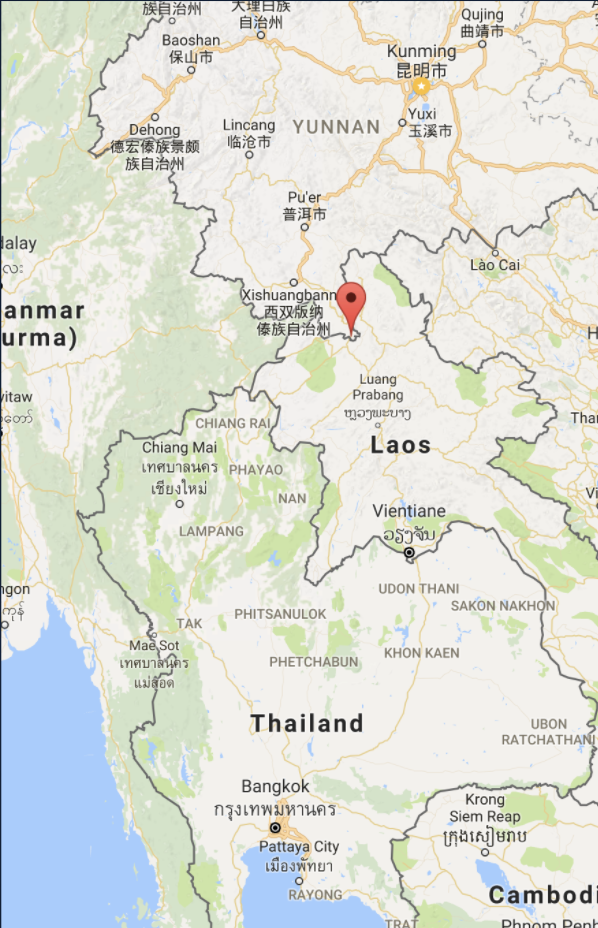 族自治州
大理白族
自治州
Qujing
曲靖市
Baoshan
保山市
Kunming
昆明市
Dehong
德宏傣族景颇
族自治州
Lincang
临沧市
YUNNAN
Yuxi
玉溪市
Pu'er
普洱市
dalay
လေး
Lào Cai
Xishuangbann
西双版纳
傣族自治州
anmar
urma)
H
Luang
Prabang
ຫຼວງພະບາງ
Laos
CHIANG RAI
Chiang Mai
เทศบาลนคร
เชียงใหม่
PHAYAO
NAN
LAMPANG
Vientiane
ວຽງຈັນ
UDON THANI
SAKON NAKHON
TAK
PHITSANULOK
Mae Sot
เทศบาลนคร
แม่สอด
KHON KAEN
PHETCHABUN
Thailand
UBON
RATCHATHANI
Bangkok
กรุงเทพมหานคร
Krong
Siem Reap
ក្រុងសៀមរាប
Pattaya City
เมืองพัทยา
RAYONG
Cambodi
TRAT
Phnom Penh